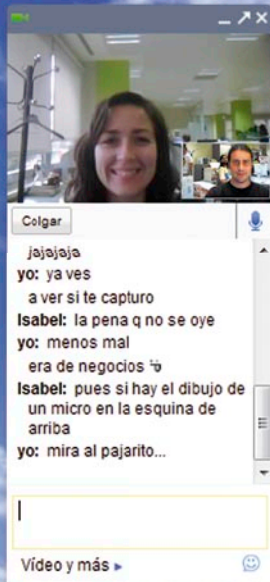 Colgar
jajajaja
yo: ya ves
a ver si te capturo
Isabel: la pena q no se oye
yo: menos mal
era de negocios :P
Isabel: pues si hay el dibujo de
un micro en la esquina de
arriba
yo: mira al pajarito...
Vídeo y más ▸